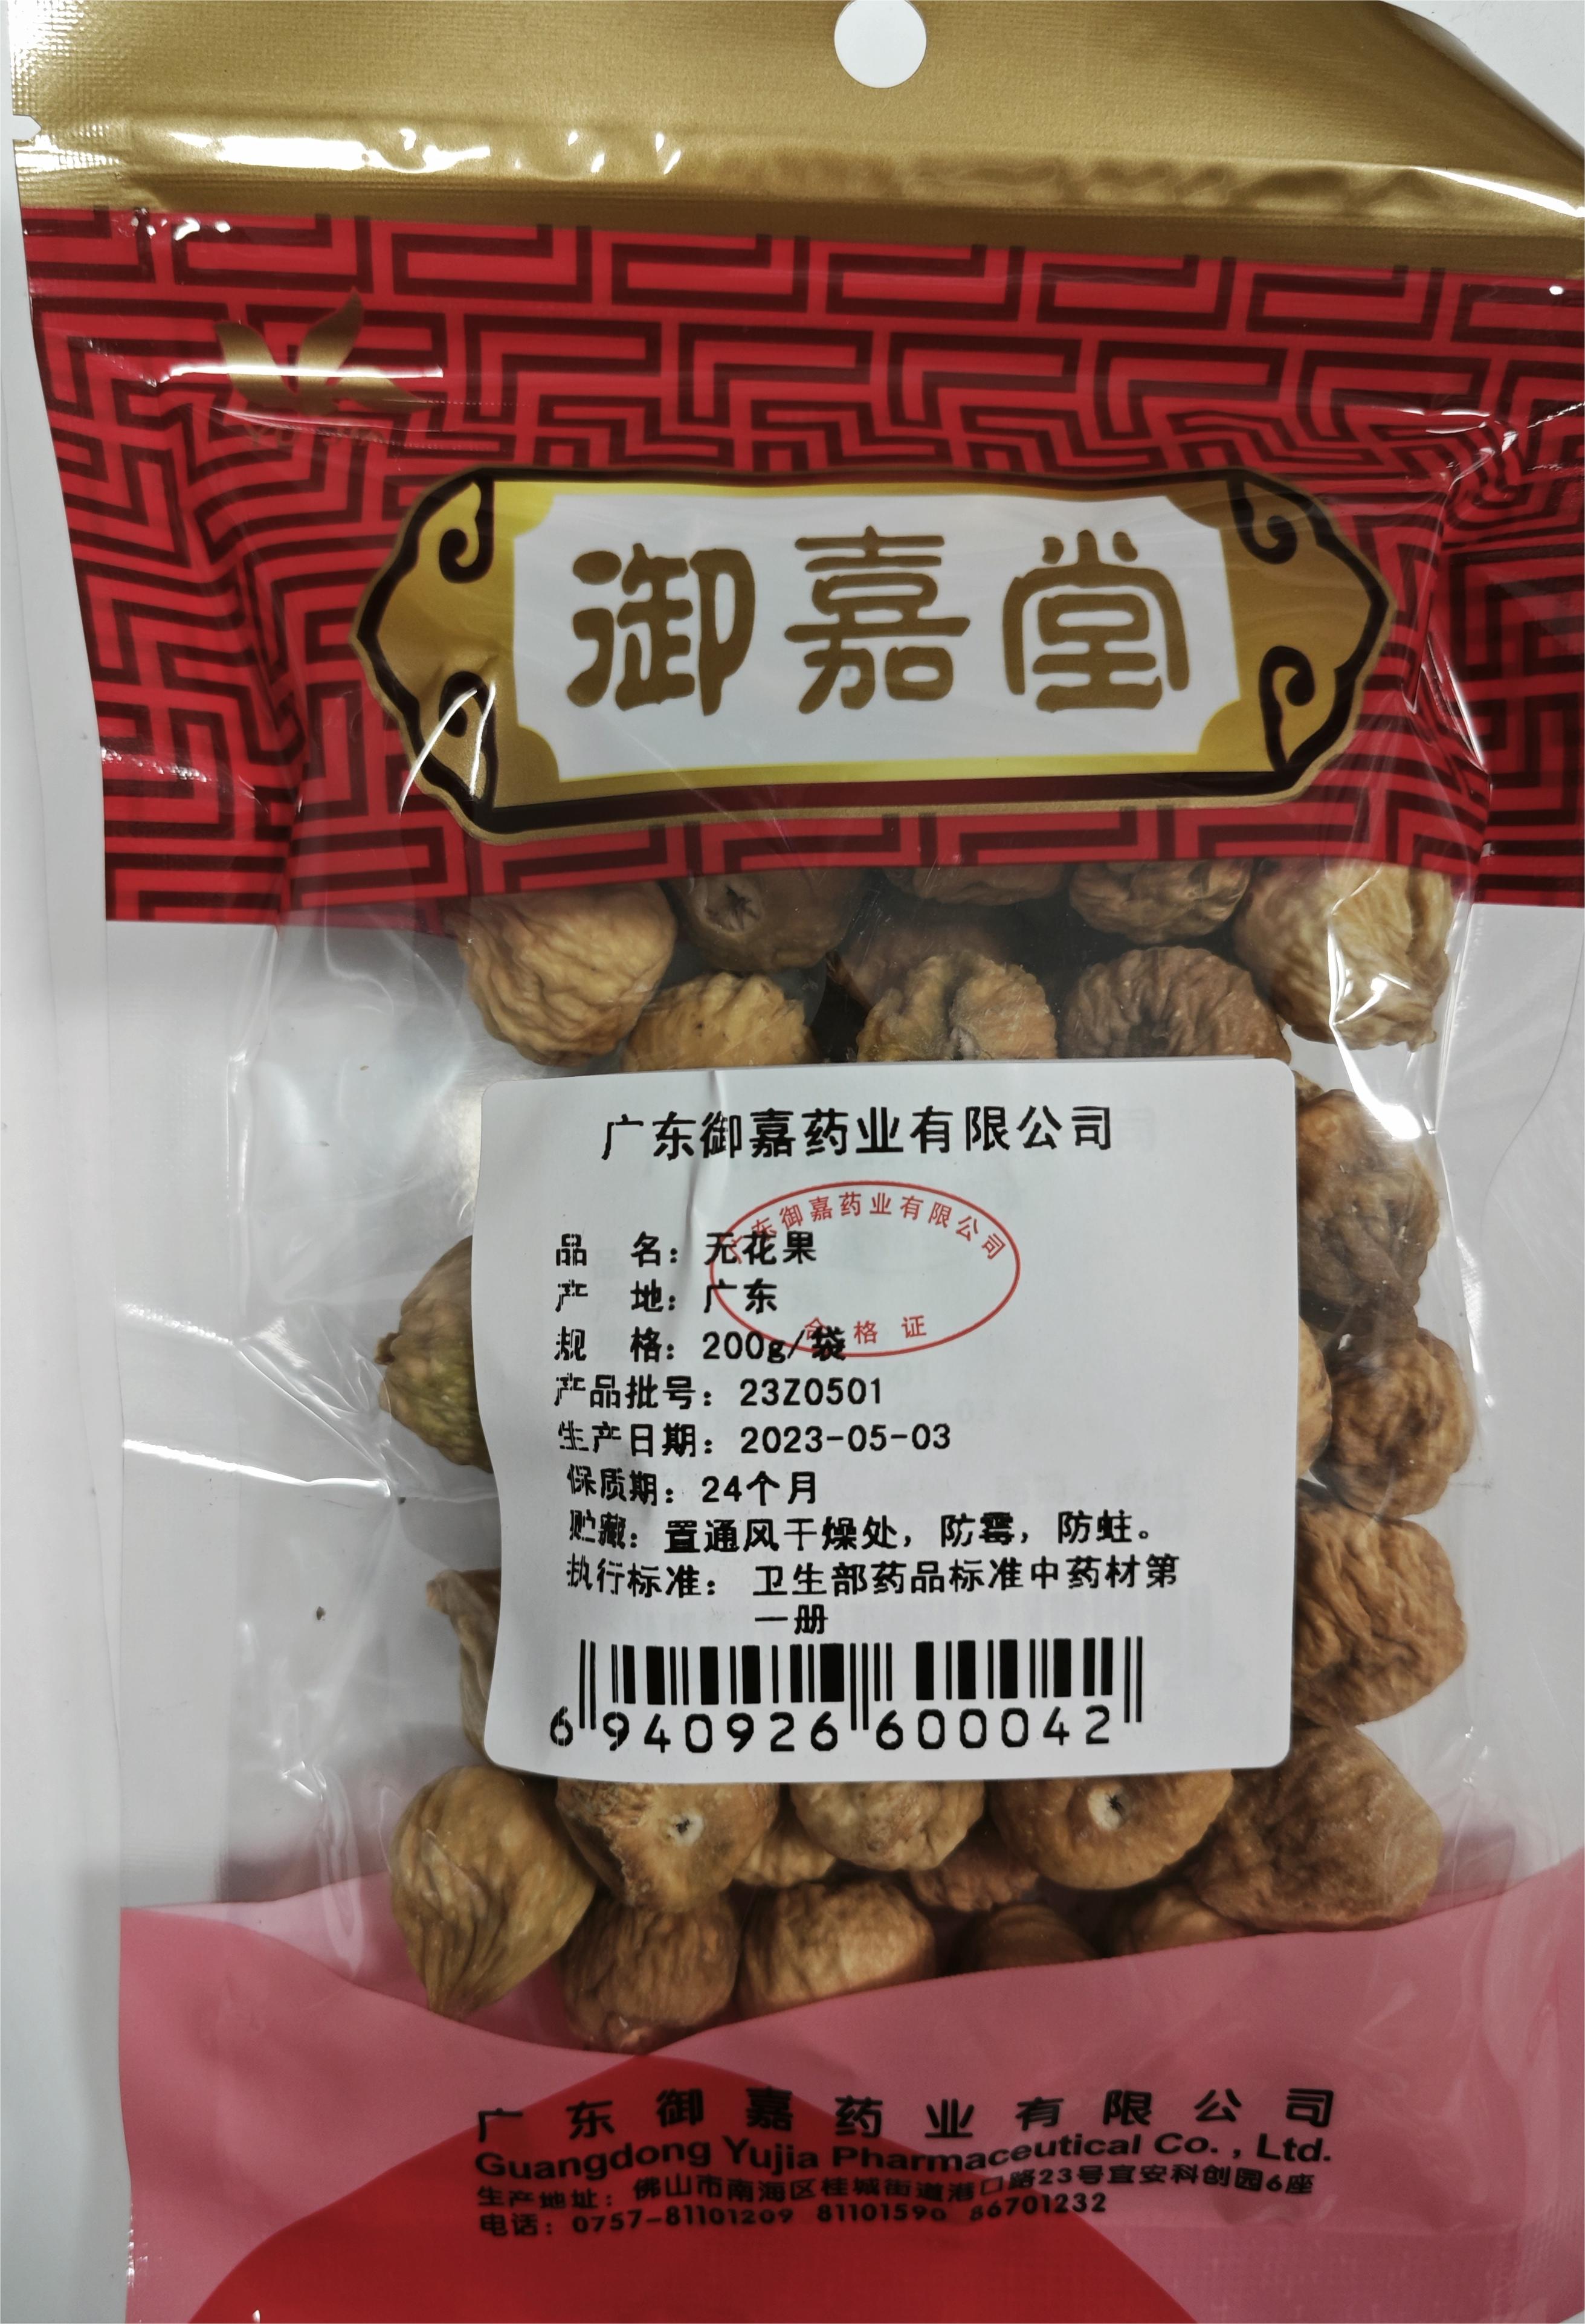 御嘉堂
广东御嘉药业有限公司
广东御嘉药业有限公司
合格证
品 名：无花果
产 地：广东
规 格：200g/袋
产品批号：23Z0501
生产日期：2023-05-03
保质期：24个月
贮藏：置通风干燥处，防霉，防蛀。
执行标准：卫生部药品标准中药材第
一册
6 940926 600042
广东御嘉药业有限公司
Guangdong Yujia Pharmaceutical Co., Ltd.
生产地址：佛山市南海区桂城街道港口路23号宜安科创园6座
电话：0757-81101209 81101590 86701232